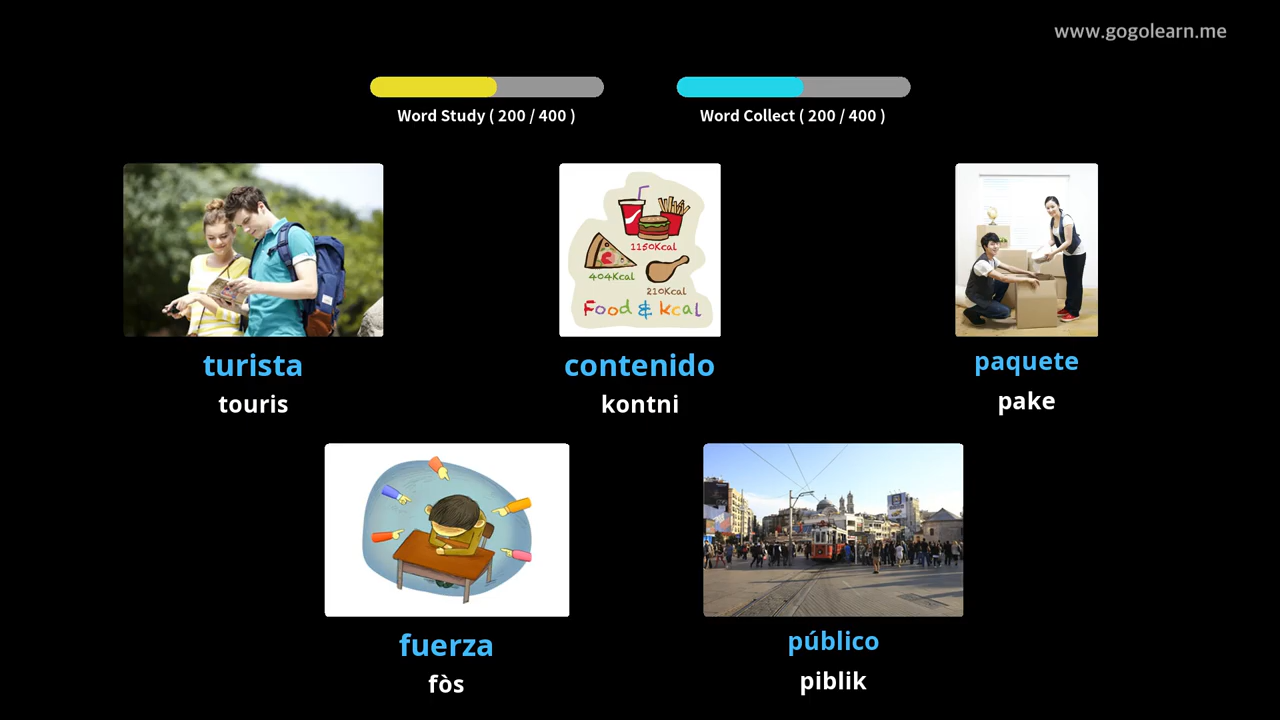 www.gogolearn.me
Word Study ( 200 / 400 )
Word Collect ( 200 / 400 )
1150Kcal
404Kcal
210Kcal
Food & kcal
turista
contenido
paquete
touris
kontni
pake
fuerza
público
fòs
piblik